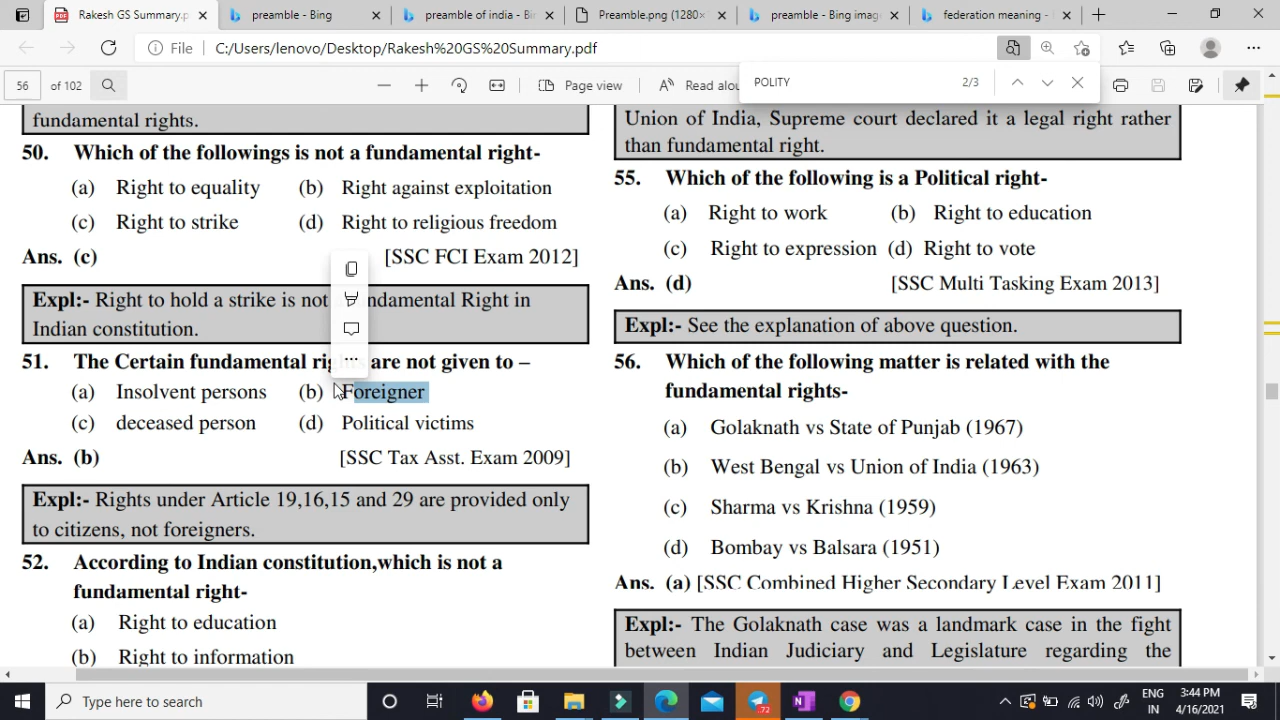 Rakesh GS Summary.p
preamble - Bing
preamble of india - Bi
Preamble.png (1280×
preamble - Bing imag
federation meaning -
File
C:/Users/lenovo/Desktop/Rakesh%20GS%20Summary.pdf
56 of 102
Page view
Read alou
POLITY
2/3
fundamental rights.
50. Which of the followings is not a fundamental right-
(a) Right to equality (b) Right against exploitation
(c) Right to strike (d) Right to religious freedom
Ans. (c) [SSC FCI Exam 2012]
Expl:- Right to hold a strike is not ndamental Right in
Indian constitution.
51. The Certain fundamental rig are not given to –
(a) Insolvent persons (b) Foreigner
(c) deceased person (d) Political victims
Ans. (b) [SSC Tax Asst. Exam 2009]
Expl:- Rights under Article 19,16,15 and 29 are provided only
to citizens, not foreigners.
52. According to Indian constitution,which is not a
fundamental right-
(a) Right to education
(b) Right to information
Union of India, Supreme court declared it a legal right rather
than fundamental right.
55. Which of the following is a Political right-
(a) Right to work (b) Right to education
(c) Right to expression (d) Right to vote
Ans. (d) [SSC Multi Tasking Exam 2013]
Expl:- See the explanation of above question.
56. Which of the following matter is related with the
fundamental rights-
(a) Golaknath vs State of Punjab (1967)
(b) West Bengal vs Union of India (1963)
(c) Sharma vs Krishna (1959)
(d) Bombay vs Balsara (1951)
Ans. (a) [SSC Combined Higher Secondary Level Exam 2011]
Expl:- The Golaknath case was a landmark case in the fight
between Indian Judiciary and Legislature regarding the
Type here to search
72
ENG
IN
3:44 PM
4/16/2021